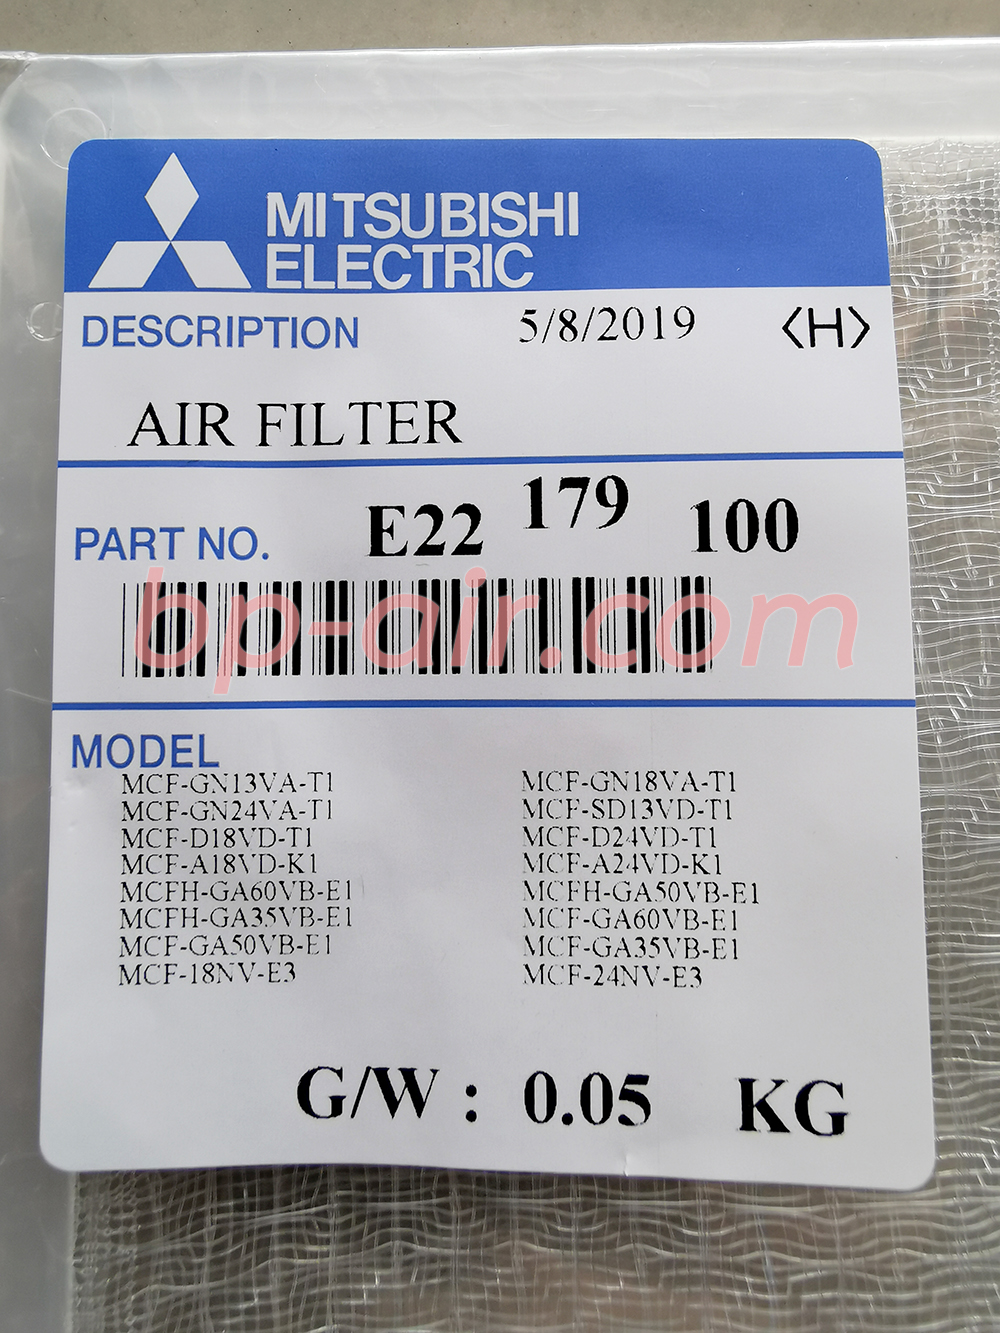 MITSUBISHI
ELECTRIC
DESCRIPTION 5/8/2019 <H>
AIR FILTER
PART NO. E22 179 100
bp-air.com
MODEL
MCF-GN13VA-T1 MCF-GN18VA-T1
MCF-GN24VA-T1 MCF-SD13VD-T1
MCF-D18VD-T1 MCF-D24VD-T1
MCF-A18VD-K1 MCF-A24VD-K1
MCFH-GA60VB-E1 MCFH-GA50VB-E1
MCFH-GA35VB-E1 MCF-GA60VB-E1
MCF-GA50VB-E1 MCF-GA35VB-E1
MCF-18NV-E3 MCF-24NV-E3
G/W : 0.05 KG